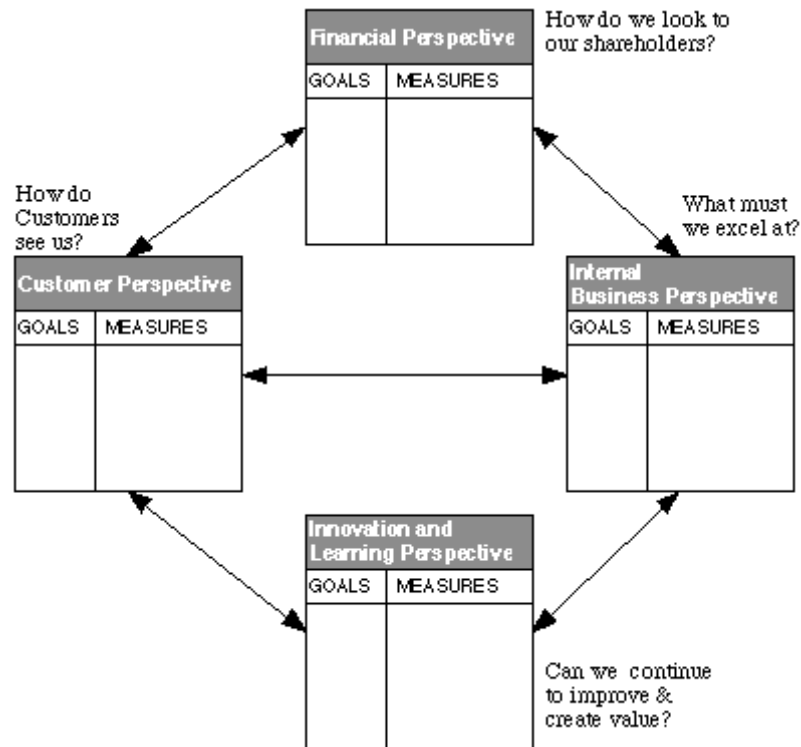 Financial Perspective
GOALS MEASURES
How do we look to
our shareholders?
How do
Customers
see us?
Customer Perspective
GOALS MEASURES
What must
we excel at?
Internal
Business Perspective
GOALS MEASURES
Innovation and
Learning Perspective
GOALS MEASURES
Can we continue
to improve &
create value?